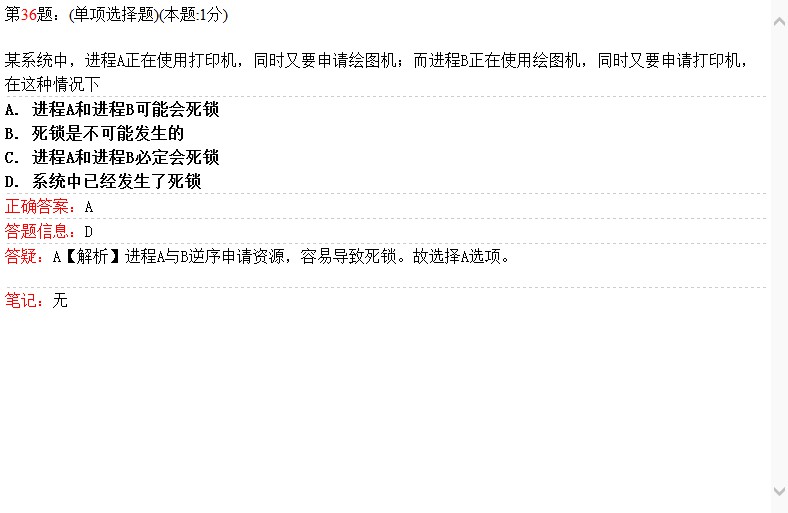 第36题：(单项选择题)(本题:1分)
某系统中，进程A正在使用打印机，同时又要申请绘图机；而进程B正在使用绘图机，同时又要申请打印机，
在这种情况下
A. 进程A和进程B可能会死锁
B. 死锁是不可能发生的
C. 进程A和进程B必定会死锁
D. 系统中已经发生了死锁
正确答案：A
答题信息：D
答疑：A【解析】进程A与B逆序申请资源，容易导致死锁。故选择A选项。
笔记：无